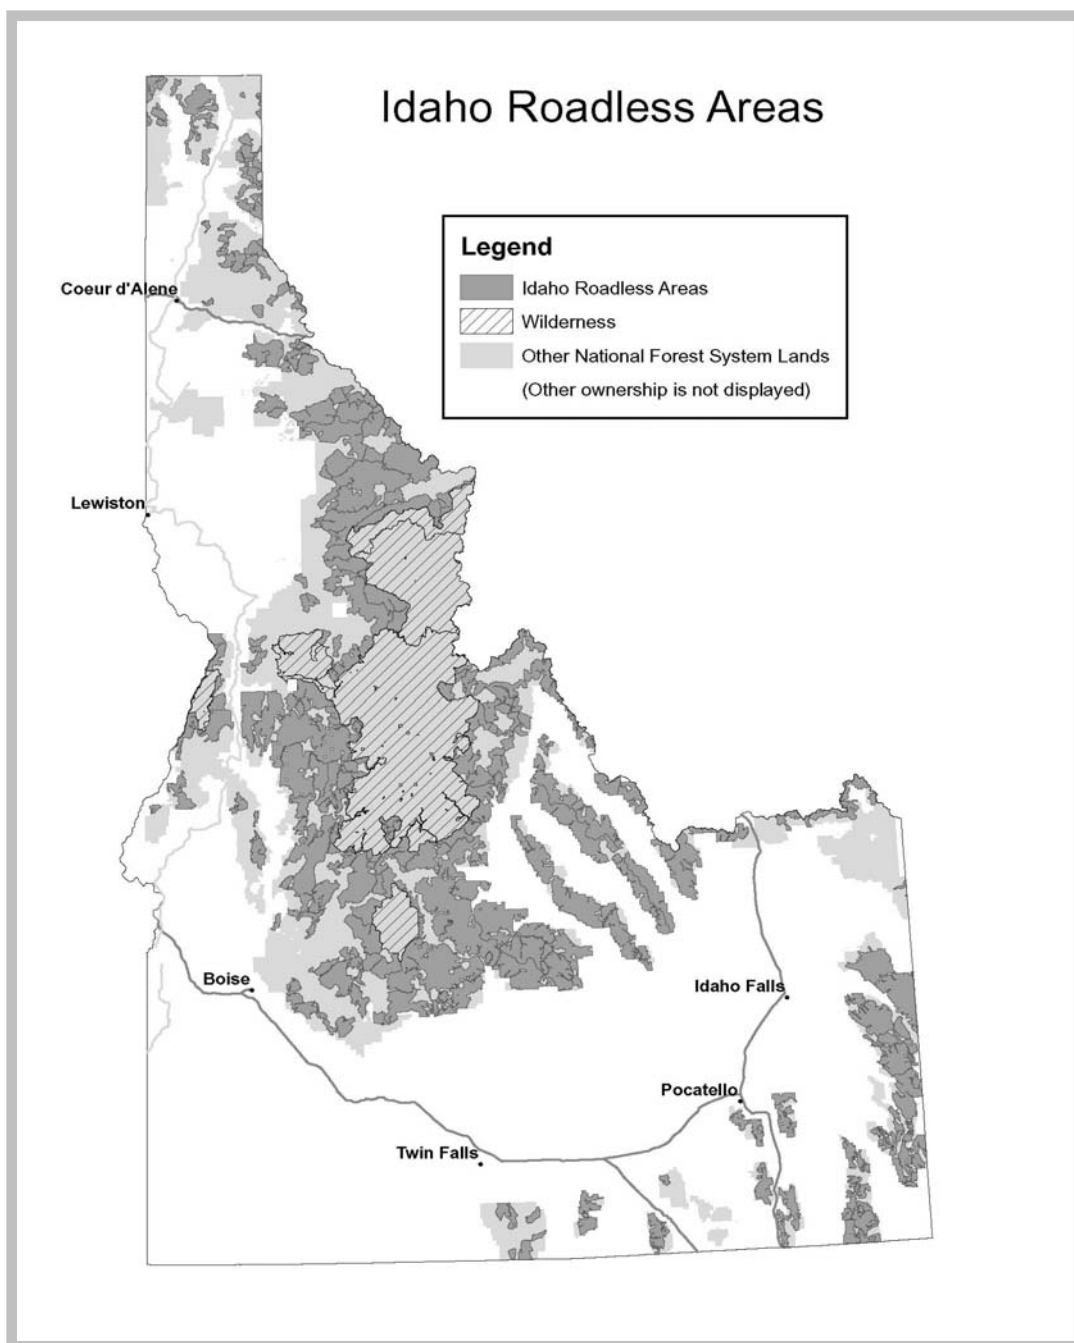 Idaho Roadless Areas
Legend
Idaho Roadless Areas
Wilderness
Other National Forest System Lands
(Other ownership is not displayed)
Coeur d'Alene
Lewiston
Boise
Idaho Falls
Pocatello
Twin Falls